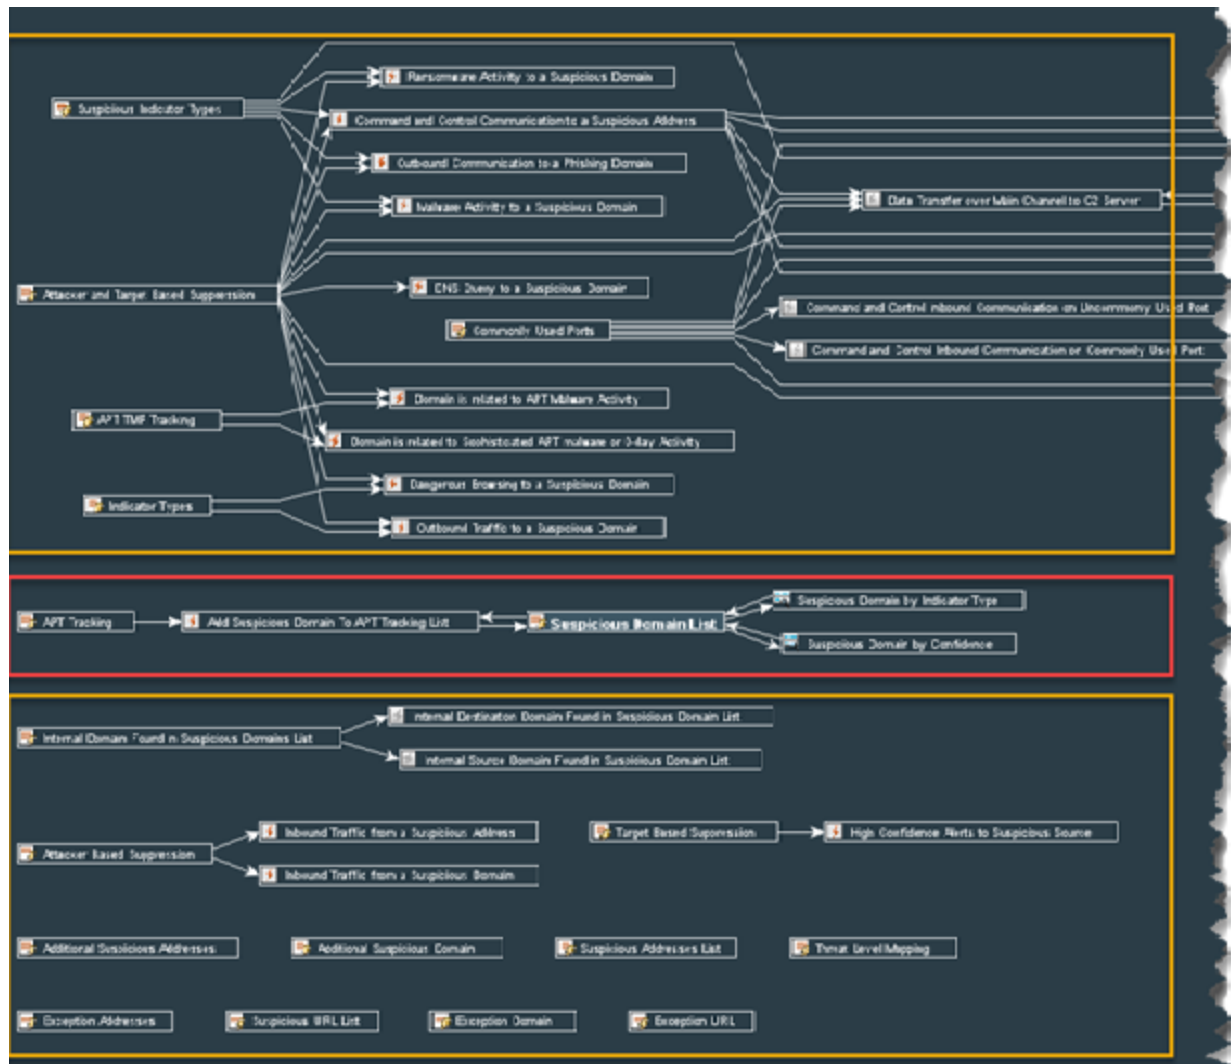 Ransomware Activity to a Suspicious Domain
Suspicious Indicator Types
Command and Control Communication to a Suspicious Address
Outbound Communication to a Phishing Domain
Data Transfer over Main Channel to C2 Server
Malware Activity to a Suspicious Domain
DNS Query to a Suspicious Domain
Attacker and Target Based Suppression
Command and Control Inbound Communication on Uncommonly Used Port
Commonly Used Ports
Command and Control Inbound Communication on Commonly Used Port
Domain is related to APT Malware Activity
APT TMP Tracking
Domain is related to Sophisticated APT malware or 0-day Activity
Dangerous Browsing to a Suspicious Domain
Indicator Types
Outbound Traffic to a Suspicious Domain
Suspicious Domain by Indicator Type
APT Tracking
Add Suspicious Domain To APT Tracking List
Suspicious Domain List
Suspicious Domain by Confidence
Internal Destination Domain Found in Suspicious Domain List
Internal Domain Found in Suspicious Domains List
Internal Source Domain Found in Suspicious Domain List
Inbound Traffic from a Suspicious Address
Target Based Suppression
High Confidence Alerts to Suspicious Source
Attacker Based Suppression
Inbound Traffic from a Suspicious Domain
Additional Suspicious Addresses
Additional Suspicious Domain
Suspicious Addresses List
Threat Level Mapping
Exception Addresses
Suspicious URL List
Exception Domain
Exception URL